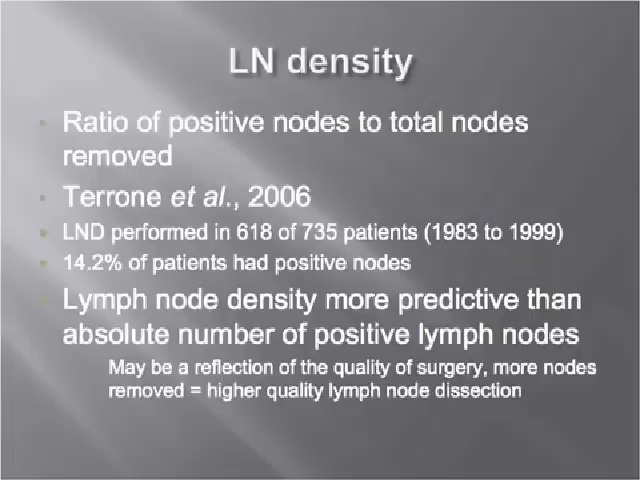 LN density
Ratio of positive nodes to total nodes
removed
Terrone et al., 2006
LND performed in 618 of 735 patients (1983 to 1999)
14.2% of patients had positive nodes
Lymph node density more predictive than
absolute number of positive lymph nodes
May be a reflection of the quality of surgery, more nodes
removed = higher quality lymph node dissection